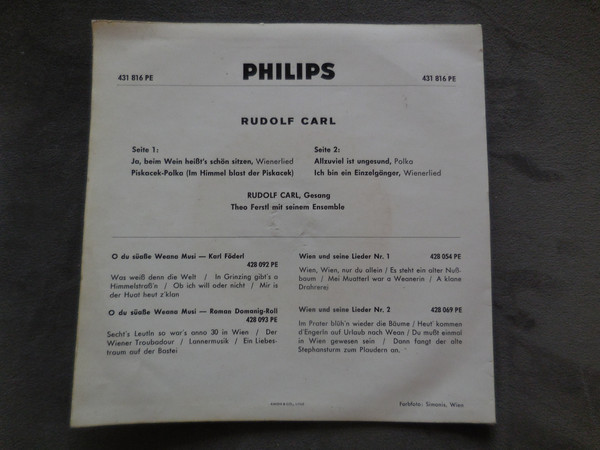 PHILIPS
431 816 PE
431 816 PE
RUDOLF CARL
Seite 1:
Ja, beim Wein heißt's schön sitzen, Wienerlied
Piskacek-Polka (Im Himmel blast der Piskacek)
Seite 2:
Allzuviel ist ungesund, Polka
Ich bin ein Einzelgänger, Wienerlied
RUDOLF CARL, Gesang
Theo Ferstl mit seinem Ensemble
O du süaße Weana Musi — Karl Föderl
428 092 PE
Was weiß denn die Welt / In Grinzing gibt's a
Himmelstraß'n / Ob ich will oder nicht / Mir is
der Huat heut z'klan
O du süaße Weana Musi — Roman Domanig-Roll
428 093 PE
Secht's Leutln so war's anno 30 in Wien / Der
Wiener Troubadour / Lannermusik / Ein Liebes-
traum auf der Bastei
Wien und seine Lieder Nr. 1
428 054 PE
Wien, Wien, nur du allein / Es steht ein alter Nuß-
baum / Mei Muatterl war a Weanerin / A klane
Drahrerei
Wien und seine Lieder Nr. 2
428 069 PE
Im Prater blüh'n wieder die Bäume / Heut' kommen
d'Engerln auf Urlaub nach Wean / Du mußt einmal
in Wien gewesen sein / Dann fangt der alte
Stephansturm zum Plaudern an.
Farbfoto: Simonis, Wien